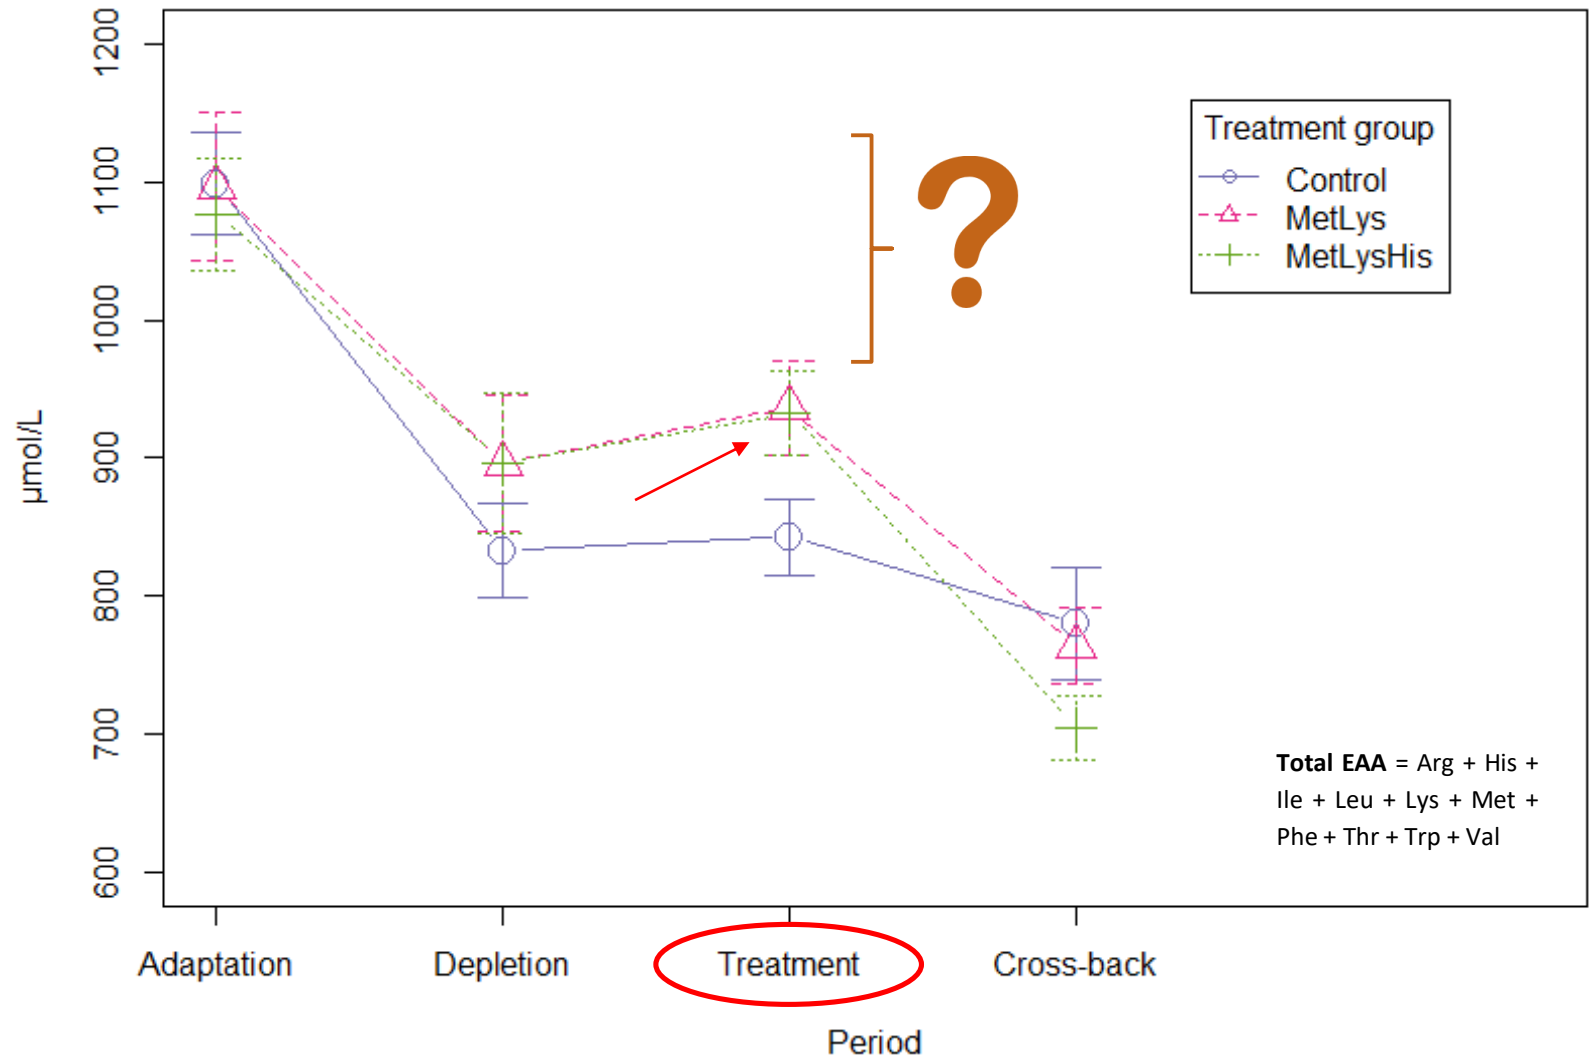 1200
1100
1000
900
800
700
600
µmol/L
?
Treatment group
Control
MetLys
MetLysHis
Total EAA = Arg + His +
Ile + Leu + Lys + Met +
Phe + Thr + Trp + Val
Adaptation
Depletion
Treatment
Cross-back
Period